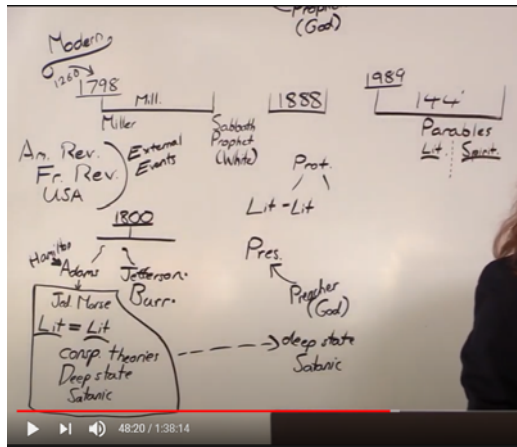 Prophe
(God)
Modern
1260
1798
Mill.
1888
1989
144
Miller
Sabbath
Prophet
(White)
Parables
Lit. Spirit.
Am. Rev.
Fr. Rev.
USA
External
Events
Prot.
Lit - Lit
1800
Hamilton
Adams
Jefferson.
Burr.
Pres.
Preacher
(God)
Jed. Morse
Lit = Lit
consp. theories
Deep state
Satanic
deep state
Satanic
48:20 / 1:38:14